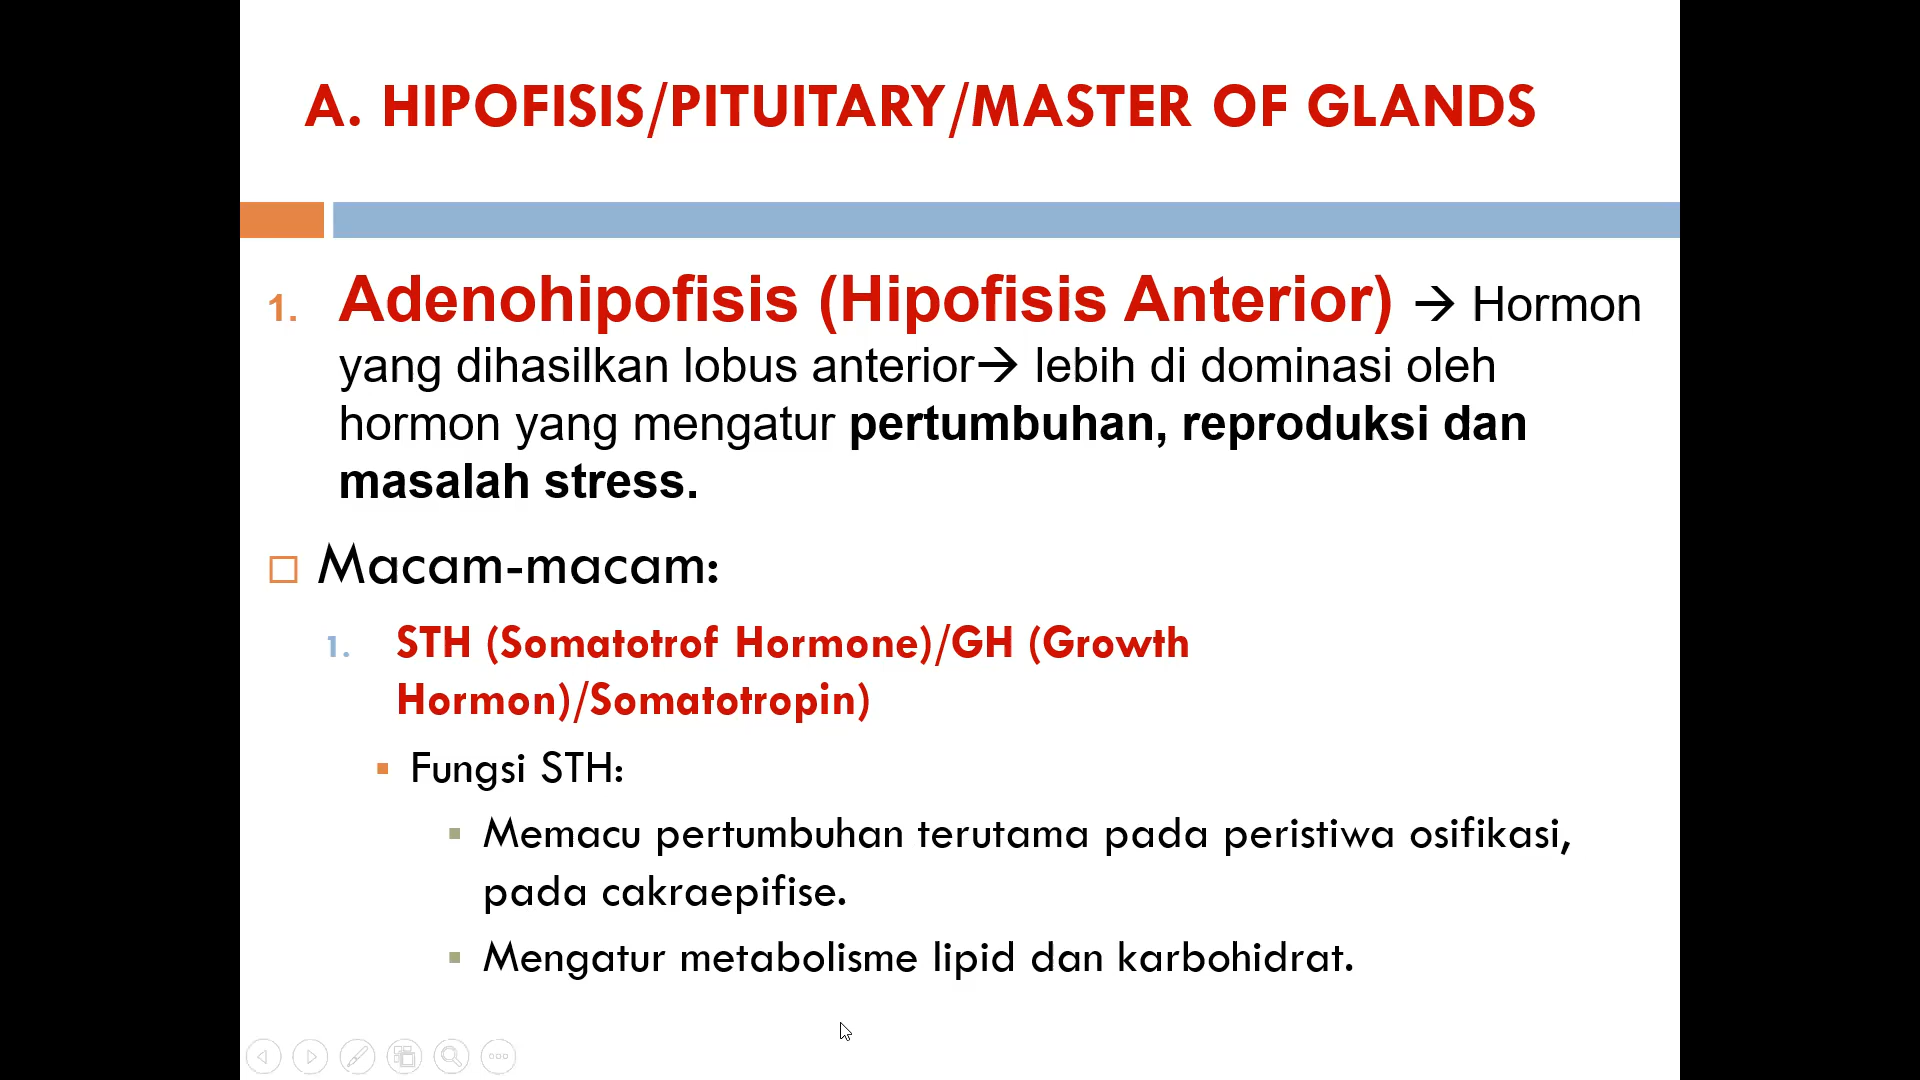 A. HIPOFISIS/PITUITARY/MASTER OF GLANDS
1. Adenohipofisis (Hipofisis Anterior) → Hormon
yang dihasilkan lobus anterior→ lebih di dominasi oleh
hormon yang mengatur pertumbuhan, reproduksi dan
masalah stress.
Macam-macam:
1. STH (Somatotrof Hormone)/GH (Growth
Hormon)/Somatotropin)
Fungsi STH:
Memacu pertumbuhan terutama pada peristiwa osifikasi,
pada cakraepifise.
Mengatur metabolisme lipid dan karbohidrat.